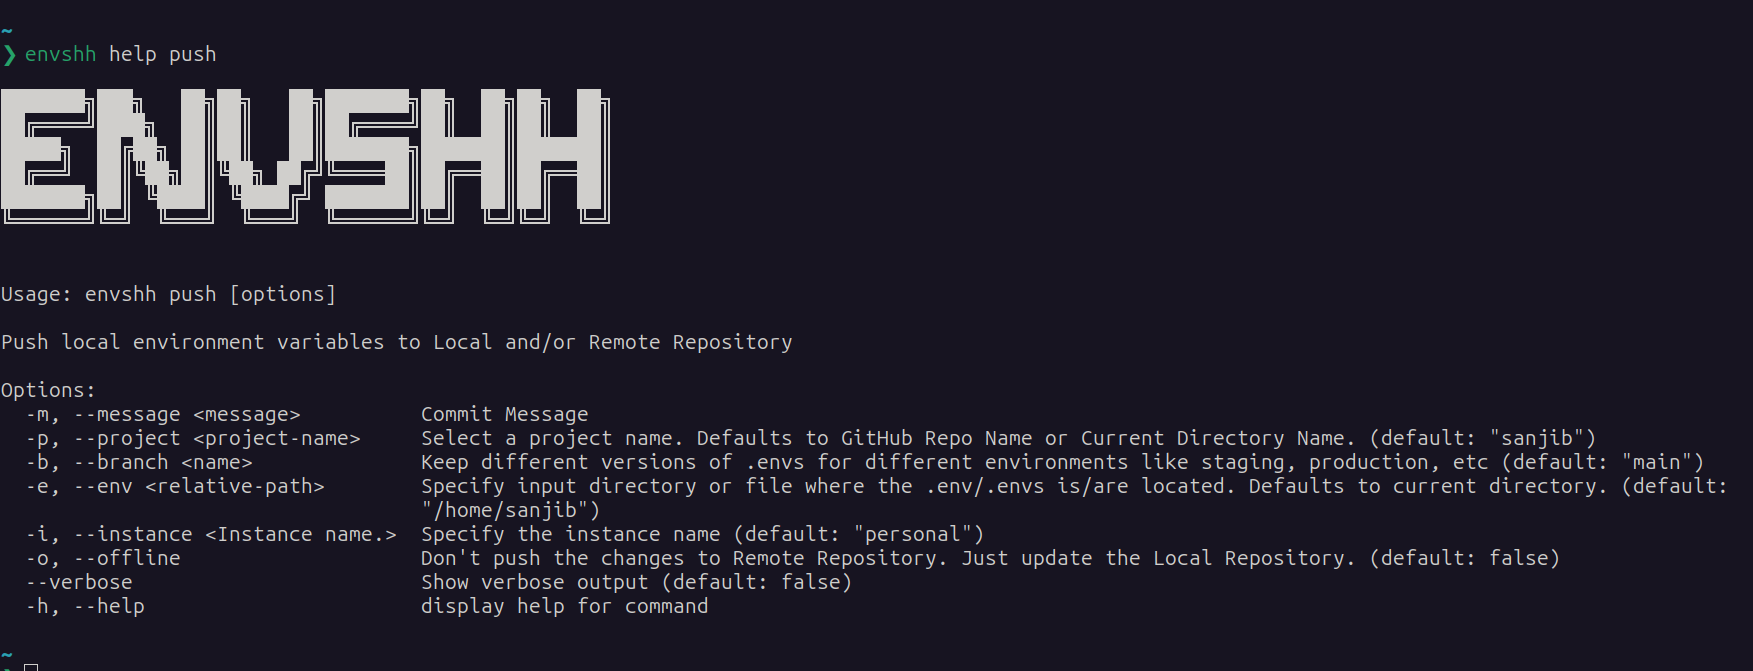 ~
❯ envshh help push
ENVSHH
Usage: envshh push [options]
Push local environment variables to Local and/or Remote Repository
Options:
-m, --message <message> Commit Message
-p, --project <project-name> Select a project name. Defaults to GitHub Repo Name or Current Directory Name. (default: "sanjib")
-b, --branch <name> Keep different versions of .envs for different environments like staging, production, etc (default: "main")
-e, --env <relative-path> Specify input directory or file where the .env/.envs is/are located. Defaults to current directory. (default:
"/home/sanjib")
-i, --instance <Instance name.> Specify the instance name (default: "personal")
-o, --offline Don't push the changes to Remote Repository. Just update the Local Repository. (default: false)
--verbose Show verbose output (default: false)
-h, --help display help for command
~